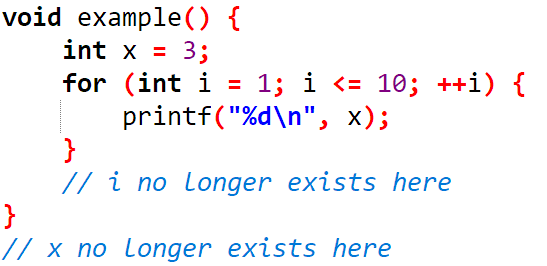 void example() {
    int x = 3;
    for (int i = 1; i <= 10; ++i) {
        printf("%d\n", x);
    }
    // i no longer exists here
}
// x no longer exists here